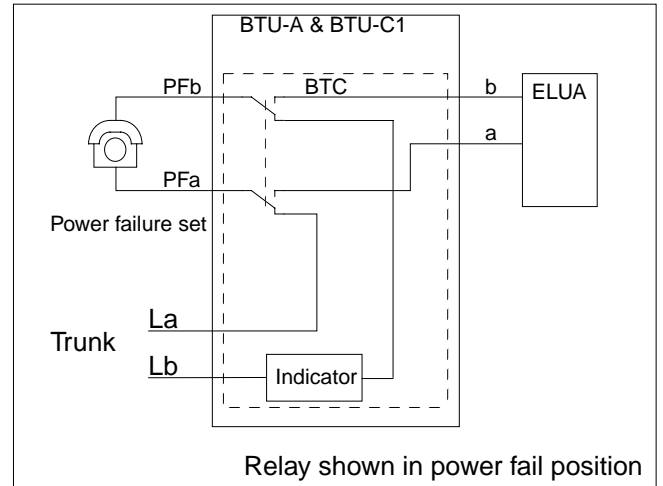 BTU-A & BTU-C1
PFb
BTC
b
ELUA
a
PFa
Power failure set
La
Trunk
Lb
Indicator
Relay shown in power fail position